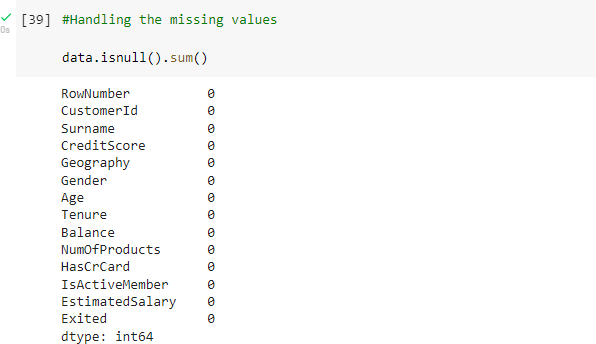 [39] #Handling the missing values
0s
data.isnull().sum()
RowNumber 0
CustomerId 0
Surname 0
CreditScore 0
Geography 0
Gender 0
Age 0
Tenure 0
Balance 0
NumOfProducts 0
HasCrCard 0
IsActiveMember 0
EstimatedSalary 0
Exited 0
dtype: int64